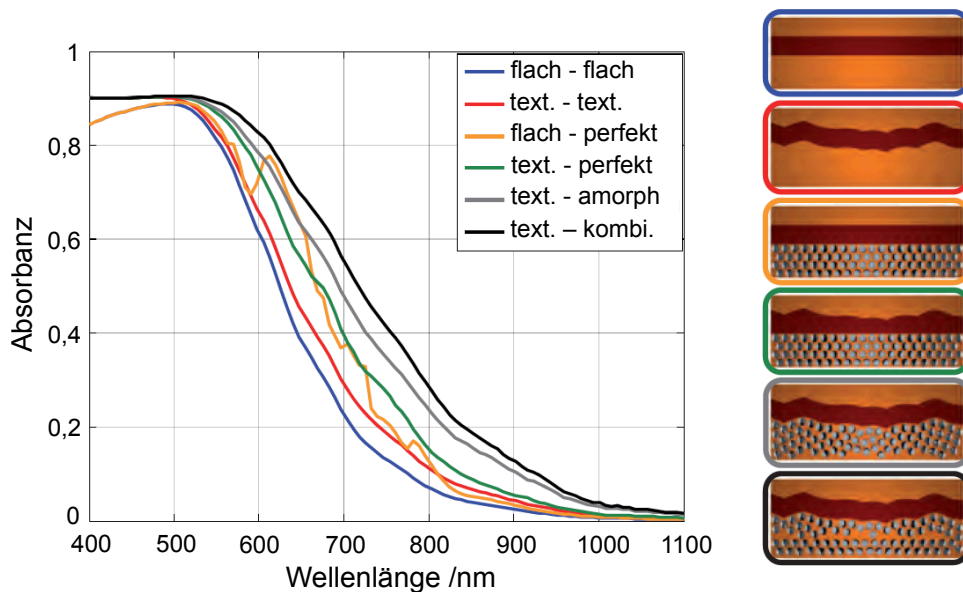 Absorbanz
1
0,8
0,6
0,4
0,2
0
400 500 600 700 800 900 1000 1100
Wellenlänge /nm
flach - flach
text. - text.
flach - perfekt
text. - perfekt
text. - amorph
text. – kombi.